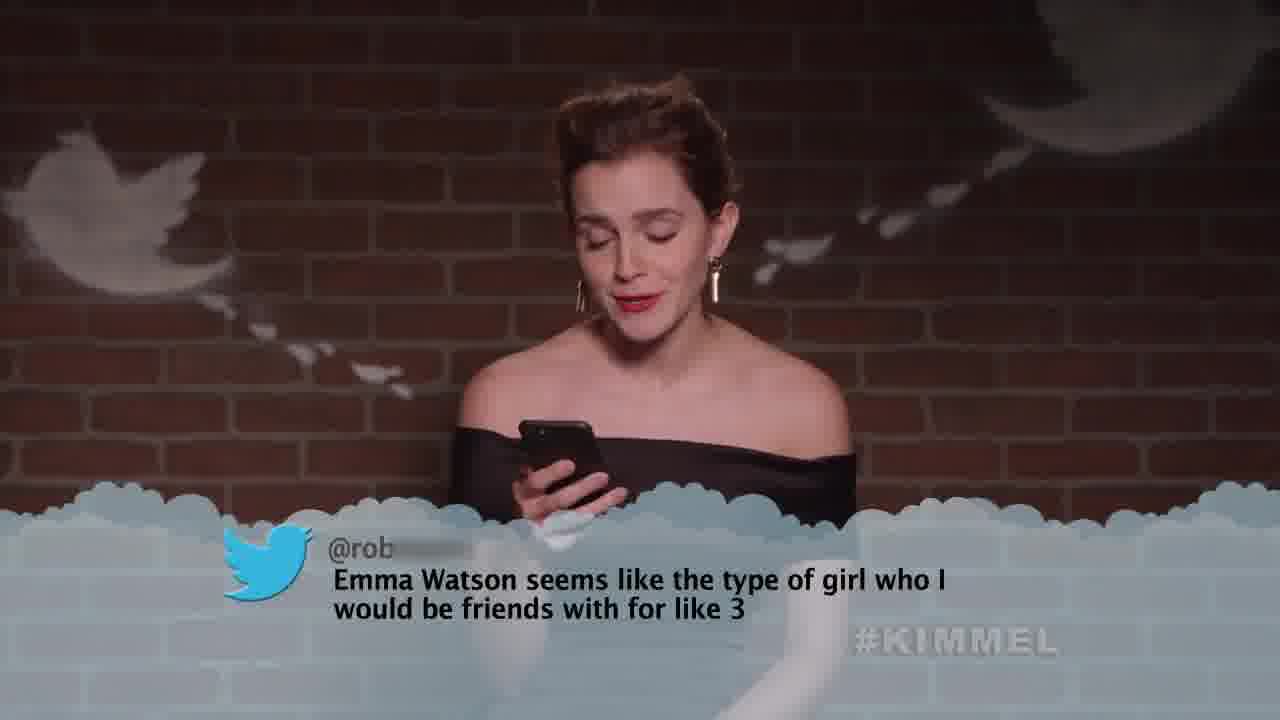 @rob
Emma Watson seems like the type of girl who I
would be friends with for like 3
#KIMMEL